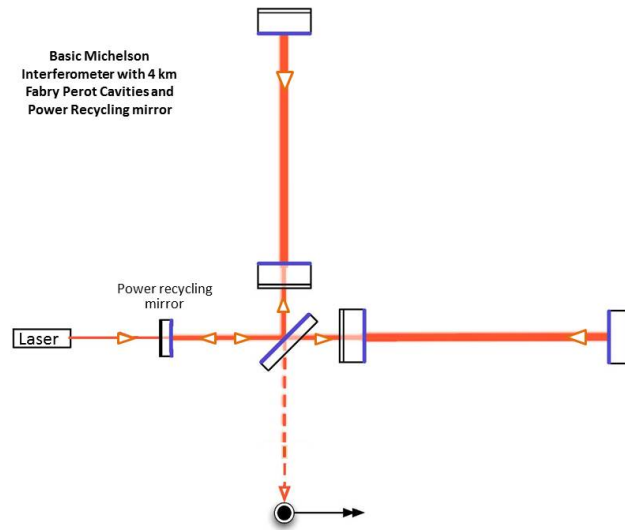 Basic Michelson
Interferometer with 4 km
Fabry Perot Cavities and
Power Recycling mirror
Power recycling
mirror
Laser